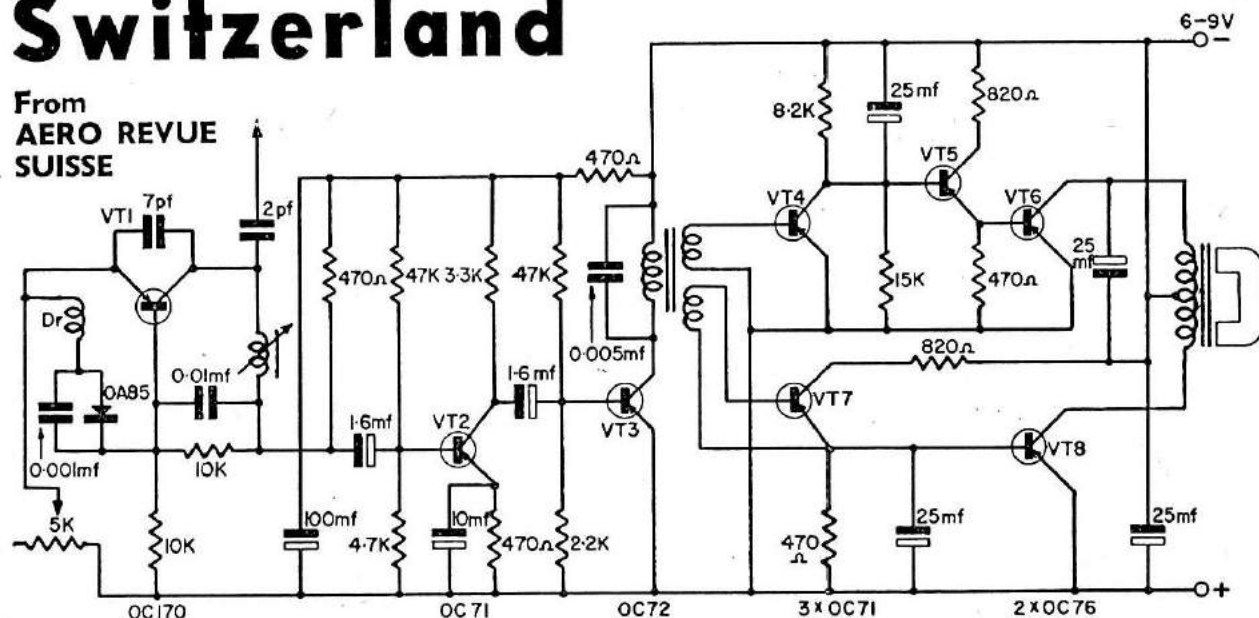 Switzerland
From
AERO REVUE
SUISSE
6-9V
−
8·2K
25mf
820Ω
470Ω
VT5
VT4
VT6
7pf
VT1
2pf
470Ω
47K
3·3K
47K
15K
470Ω
25
mf
Dr
0·005mf
820Ω
0·01mf
OA85
1·6mf
VT7
1·6mf
VT2
VT3
VT8
0·001mf
10K
5K
10K
100mf
4·7K
10mf
470Ω
2·2K
470
Ω
25mf
25mf
+
OC170
OC71
OC72
3×OC71
2×OC76